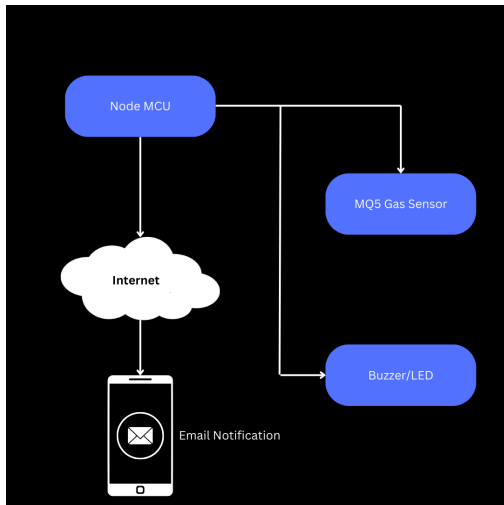 Node MCU
MQ5 Gas Sensor
Internet
Buzzer/LED
Email Notification